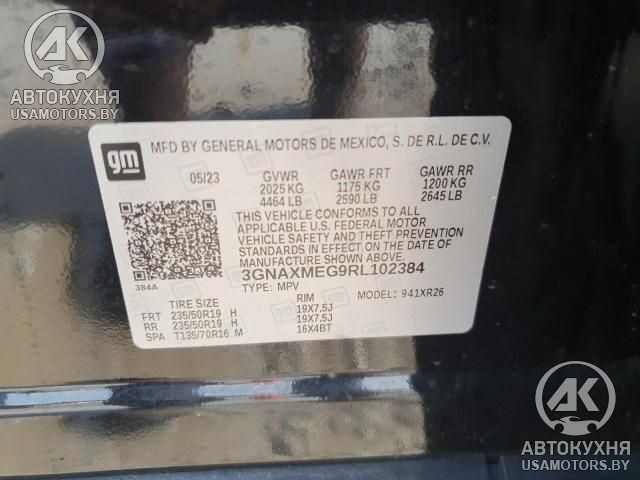 AK
АВТОКУХНЯ
USAMOTORS.BY
gm
MFD BY GENERAL MOTORS DE MEXICO, S. DE R.L. DE C.V.
05/23 GVWR GAWR FRT GAWR RR
2025 KG 1175 KG 1200 KG
4464 LB 2590 LB 2645 LB
THIS VEHICLE CONFORMS TO ALL
APPLICABLE U.S. FEDERAL MOTOR
VEHICLE SAFETY AND THEFT PREVENTION
STANDARDS IN EFFECT ON THE DATE OF
MANUFACTURE SHOWN ABOVE.
384A 3GNAXMEG9RL102384
TYPE: MPV MODEL: 941XR26
TIRE SIZE RIM
FRT 235/50R19 H 19X7.5J
RR 235/50R19 H 19X7.5J
SPA T135/70R16 M 16X4BT
AK
АВТОКУХНЯ
USAMOTORS.BY